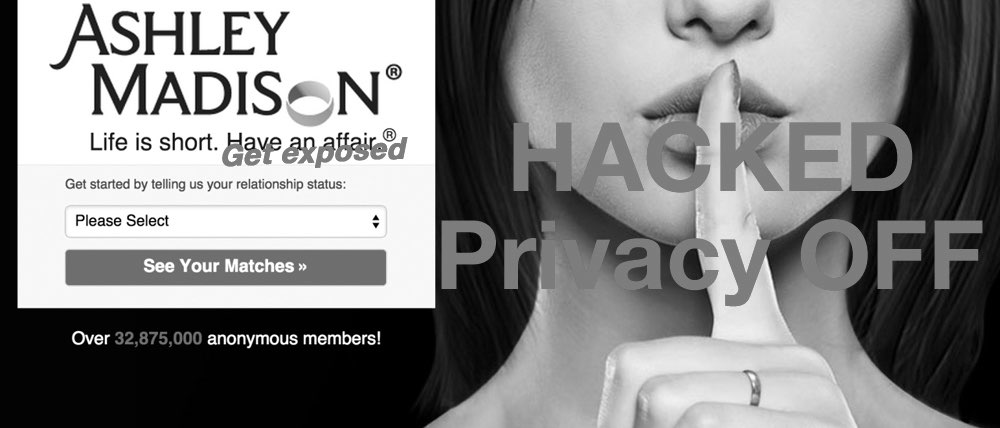 ASHLEY
MADISON®
Life is short. Have an affair.®
Get exposed
Get started by telling us your relationship status:
Please Select
See Your Matches »
Over 32,875,000 anonymous members!
HACKED
Privacy OFF